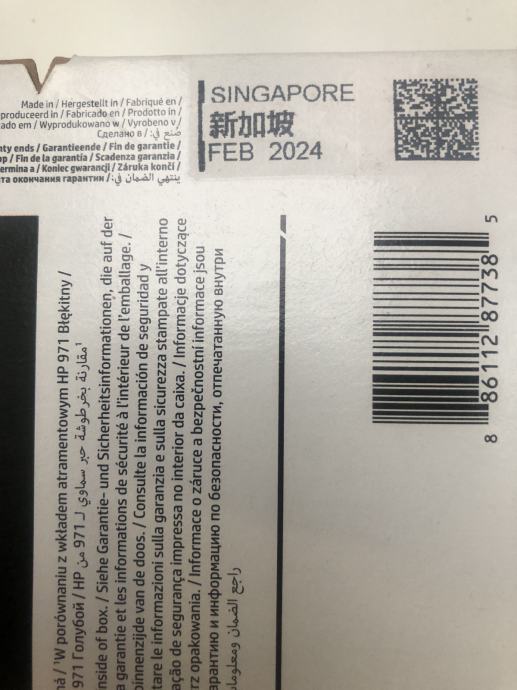 Made in / Hergestellt in / Fabriqué en /
produceerd in / Fabricado en / Prodotto in /
cado em / Wyprodukowano w / Vyrobeno v /
Сделано в / صنع في:
nty ends / Garantieende / Fin de garantie /
op / Fin de la garantía / Scadenza garanzia /
ermina a / Koniec gwarancji / Záruka končí /
та окончания гарантии / ينتهي الضمان في:
SINGAPORE
新加坡
FEB 2024
/ ¹W porównaniu z wkładem atramentowym HP 971 Błękitny /
971 Голубой / HP من 971 مقارنة بخرطوشة حبر سماوي لـ¹
nside of box. / Siehe Garantie- und Sicherheitsinformationen, die auf der
a garantie et les informations de sécurité à l'intérieur de l'emballage. /
binnenzijde van de doos. / Consulte la información de seguridad y
tare le informazioni sulla garanzia e sulla sicurezza stampate all'interno
ação de segurança impressa no interior da caixa. / Informacje dotyczące
rz opakowania. / Informace o záruce a bezpečnostní informace jsou
арантию и информацию по безопасности, отпечатанную внутри
راجع الضمان ومعلومات
8 86112 87738 5